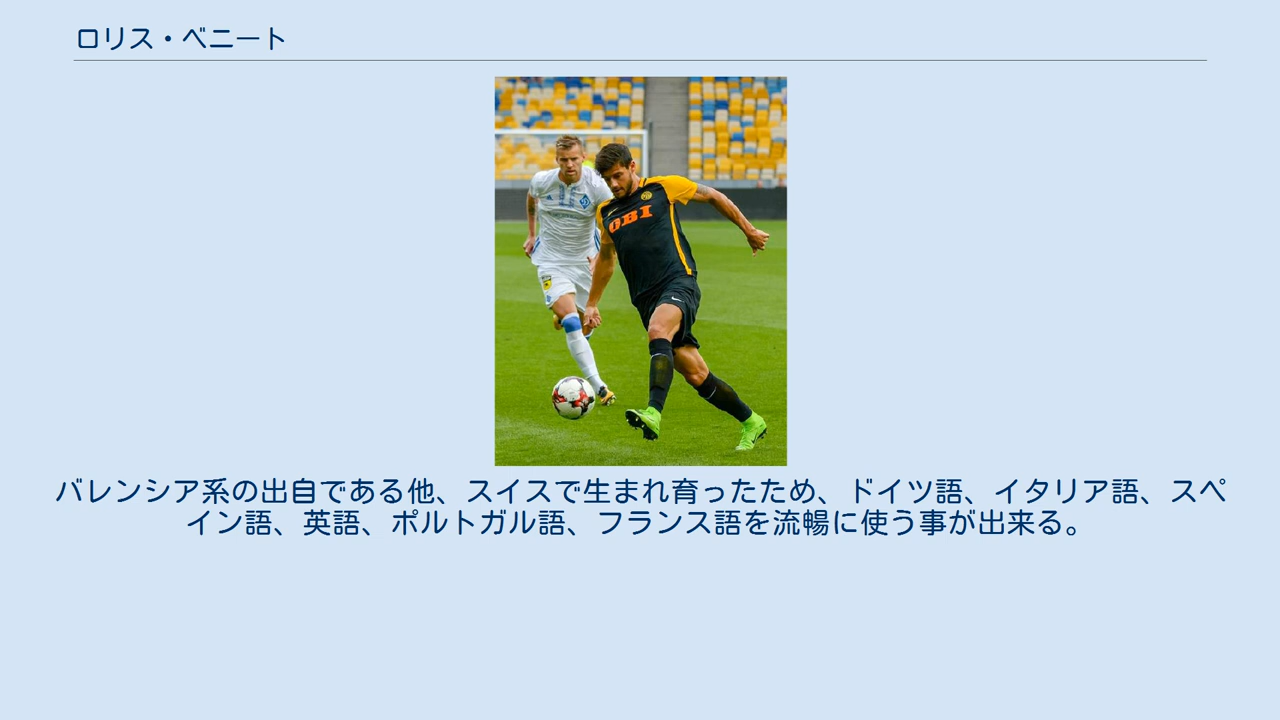 ロリス・ベニート
OBI
バレンシア系の出自である他、スイスで生まれ育ったため、ドイツ語、イタリア語、スペ
イン語、英語、ポルトガル語、フランス語を流暢に使う事が出来る。